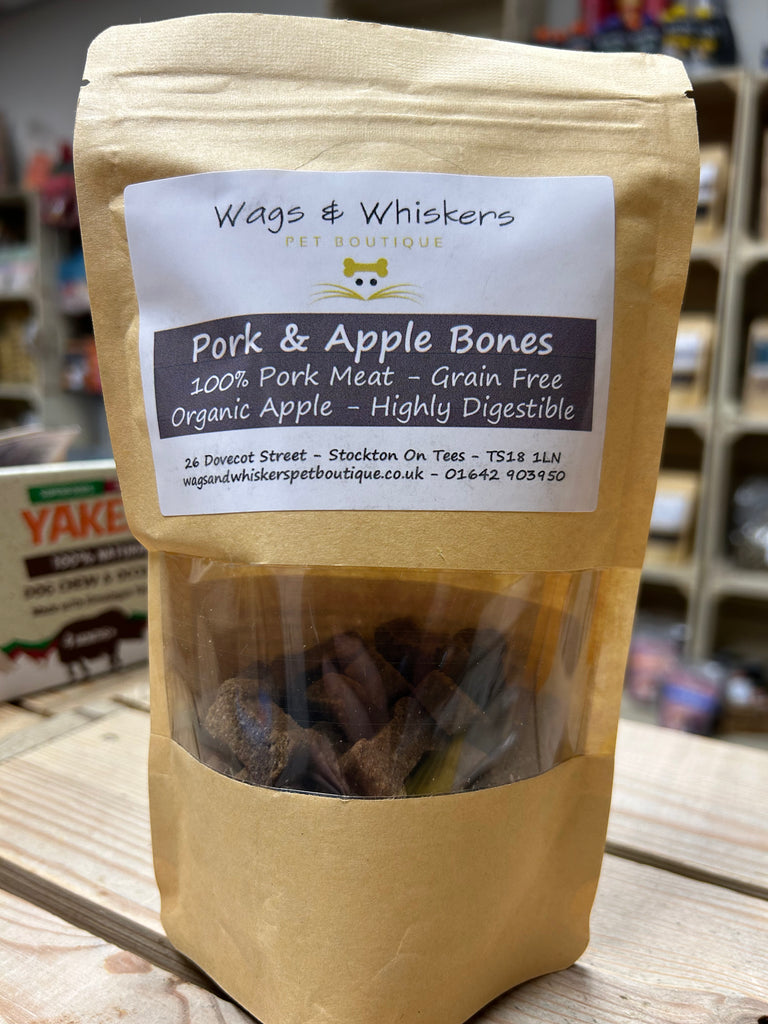 Wags & Whiskers
PET BOUTIQUE
Pork & Apple Bones
100% Pork Meat - Grain Free
Organic Apple - Highly Digestible
26 Dovecot Street - Stockton On Tees - TS18 1LN
wagsandwhiskerspetboutique.co.uk - 01642 903950
YAKE
100% NATU
DOG CHEW